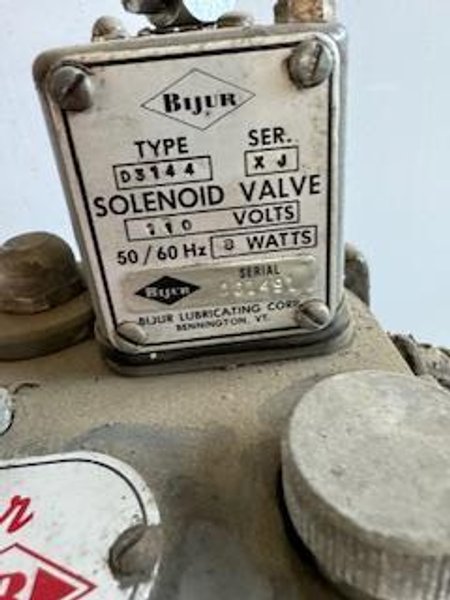 BIJUR
®
TYPE SER.
D3144 XJ
SOLENOID VALVE
110 VOLTS
50/60 Hz 8 WATTS
SERIAL
BIJUR
BIJUR LUBRICATING CORP.
BENNINGTON, VT.